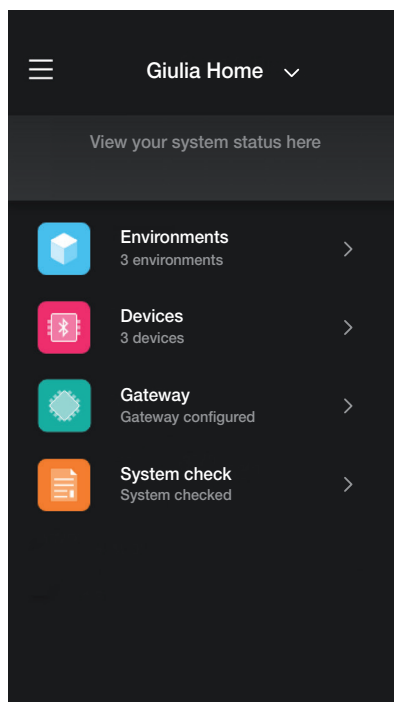 Giulia Home
View your system status here
Environments
3 environments
Devices
3 devices
Gateway
Gateway configured
System check
System checked